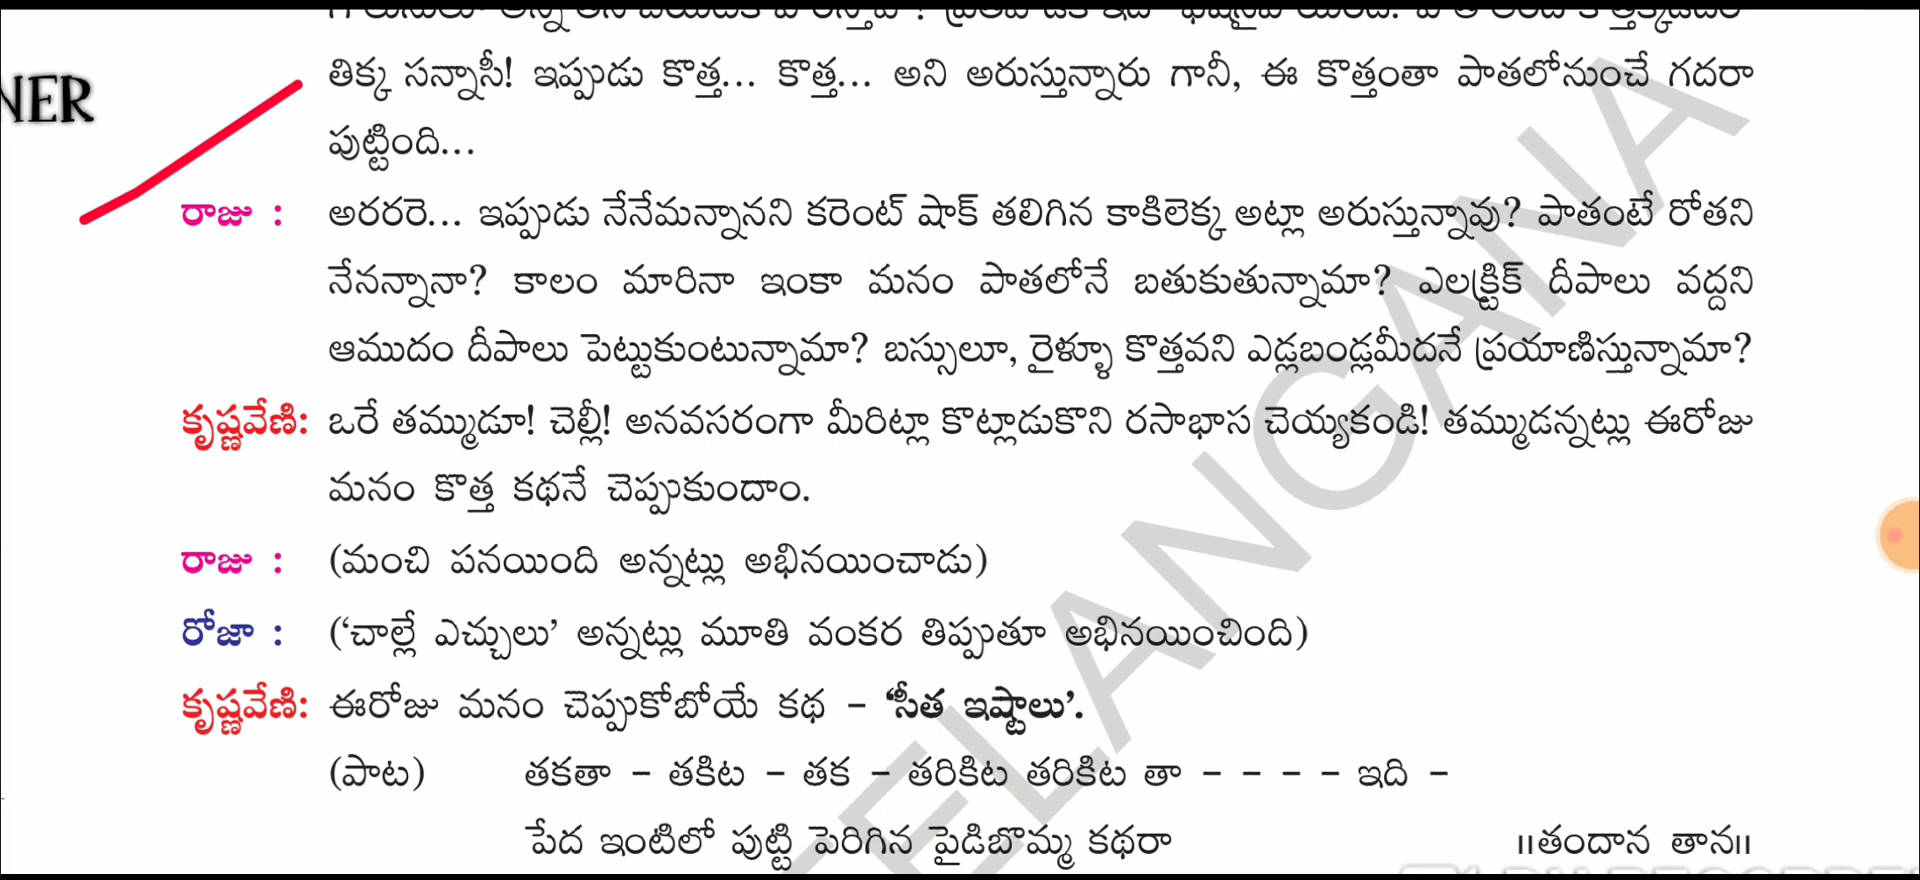 తిక్క సన్నాసీ! ఇప్పుడు కొత్త... కొత్త... అని అరుస్తున్నారు గానీ, ఈ కొత్తంతా పాతలోనుంచే గదరా
NER
పుట్టింది...
రాజు : అరరరె... ఇప్పుడు నేనేమన్నానని కరెంట్ షాక్ తలిగిన కాకిలెక్క అట్లా అరుస్తున్నావు? పాతంటే రోతని
నేనన్నానా? కాలం మారినా ఇంకా మనం పాతలోనే బతుకుతున్నామా? ఎలక్ట్రిక్ దీపాలు వద్దని
ఆముదం దీపాలు పెట్టుకుంటున్నామా? బస్సులూ, రైళ్ళూ కొత్తవని ఎడ్లబండ్లమీదనే ప్రయాణిస్తున్నామా?
కృష్ణవేణి: ఒరే తమ్ముడూ! చెల్లీ! అనవసరంగా మీరిట్లా కొట్లాడుకొని రసాభాస చెయ్యకండి! తమ్ముడన్నట్లు ఈరోజు
మనం కొత్త కథనే చెప్పుకుందాం.
రాజు : (మంచి పనయింది అన్నట్లు అభినయించాడు)
రోజా : (‘చాల్లే ఎచ్చులు’ అన్నట్లు మూతి వంకర తిప్పుతూ అభినయించింది)
కృష్ణవేణి: ఈరోజు మనం చెప్పుకోబోయే కథ – ‘సీత ఇష్టాలు’.
(పాట) తకతా – తకిట – తక – తరికిట తరికిట తా – – – – ఇది –
పేద ఇంటిలో పుట్టి పెరిగిన పైడిబొమ్మ కథరా ॥తందాన తాన॥
TELANGANA